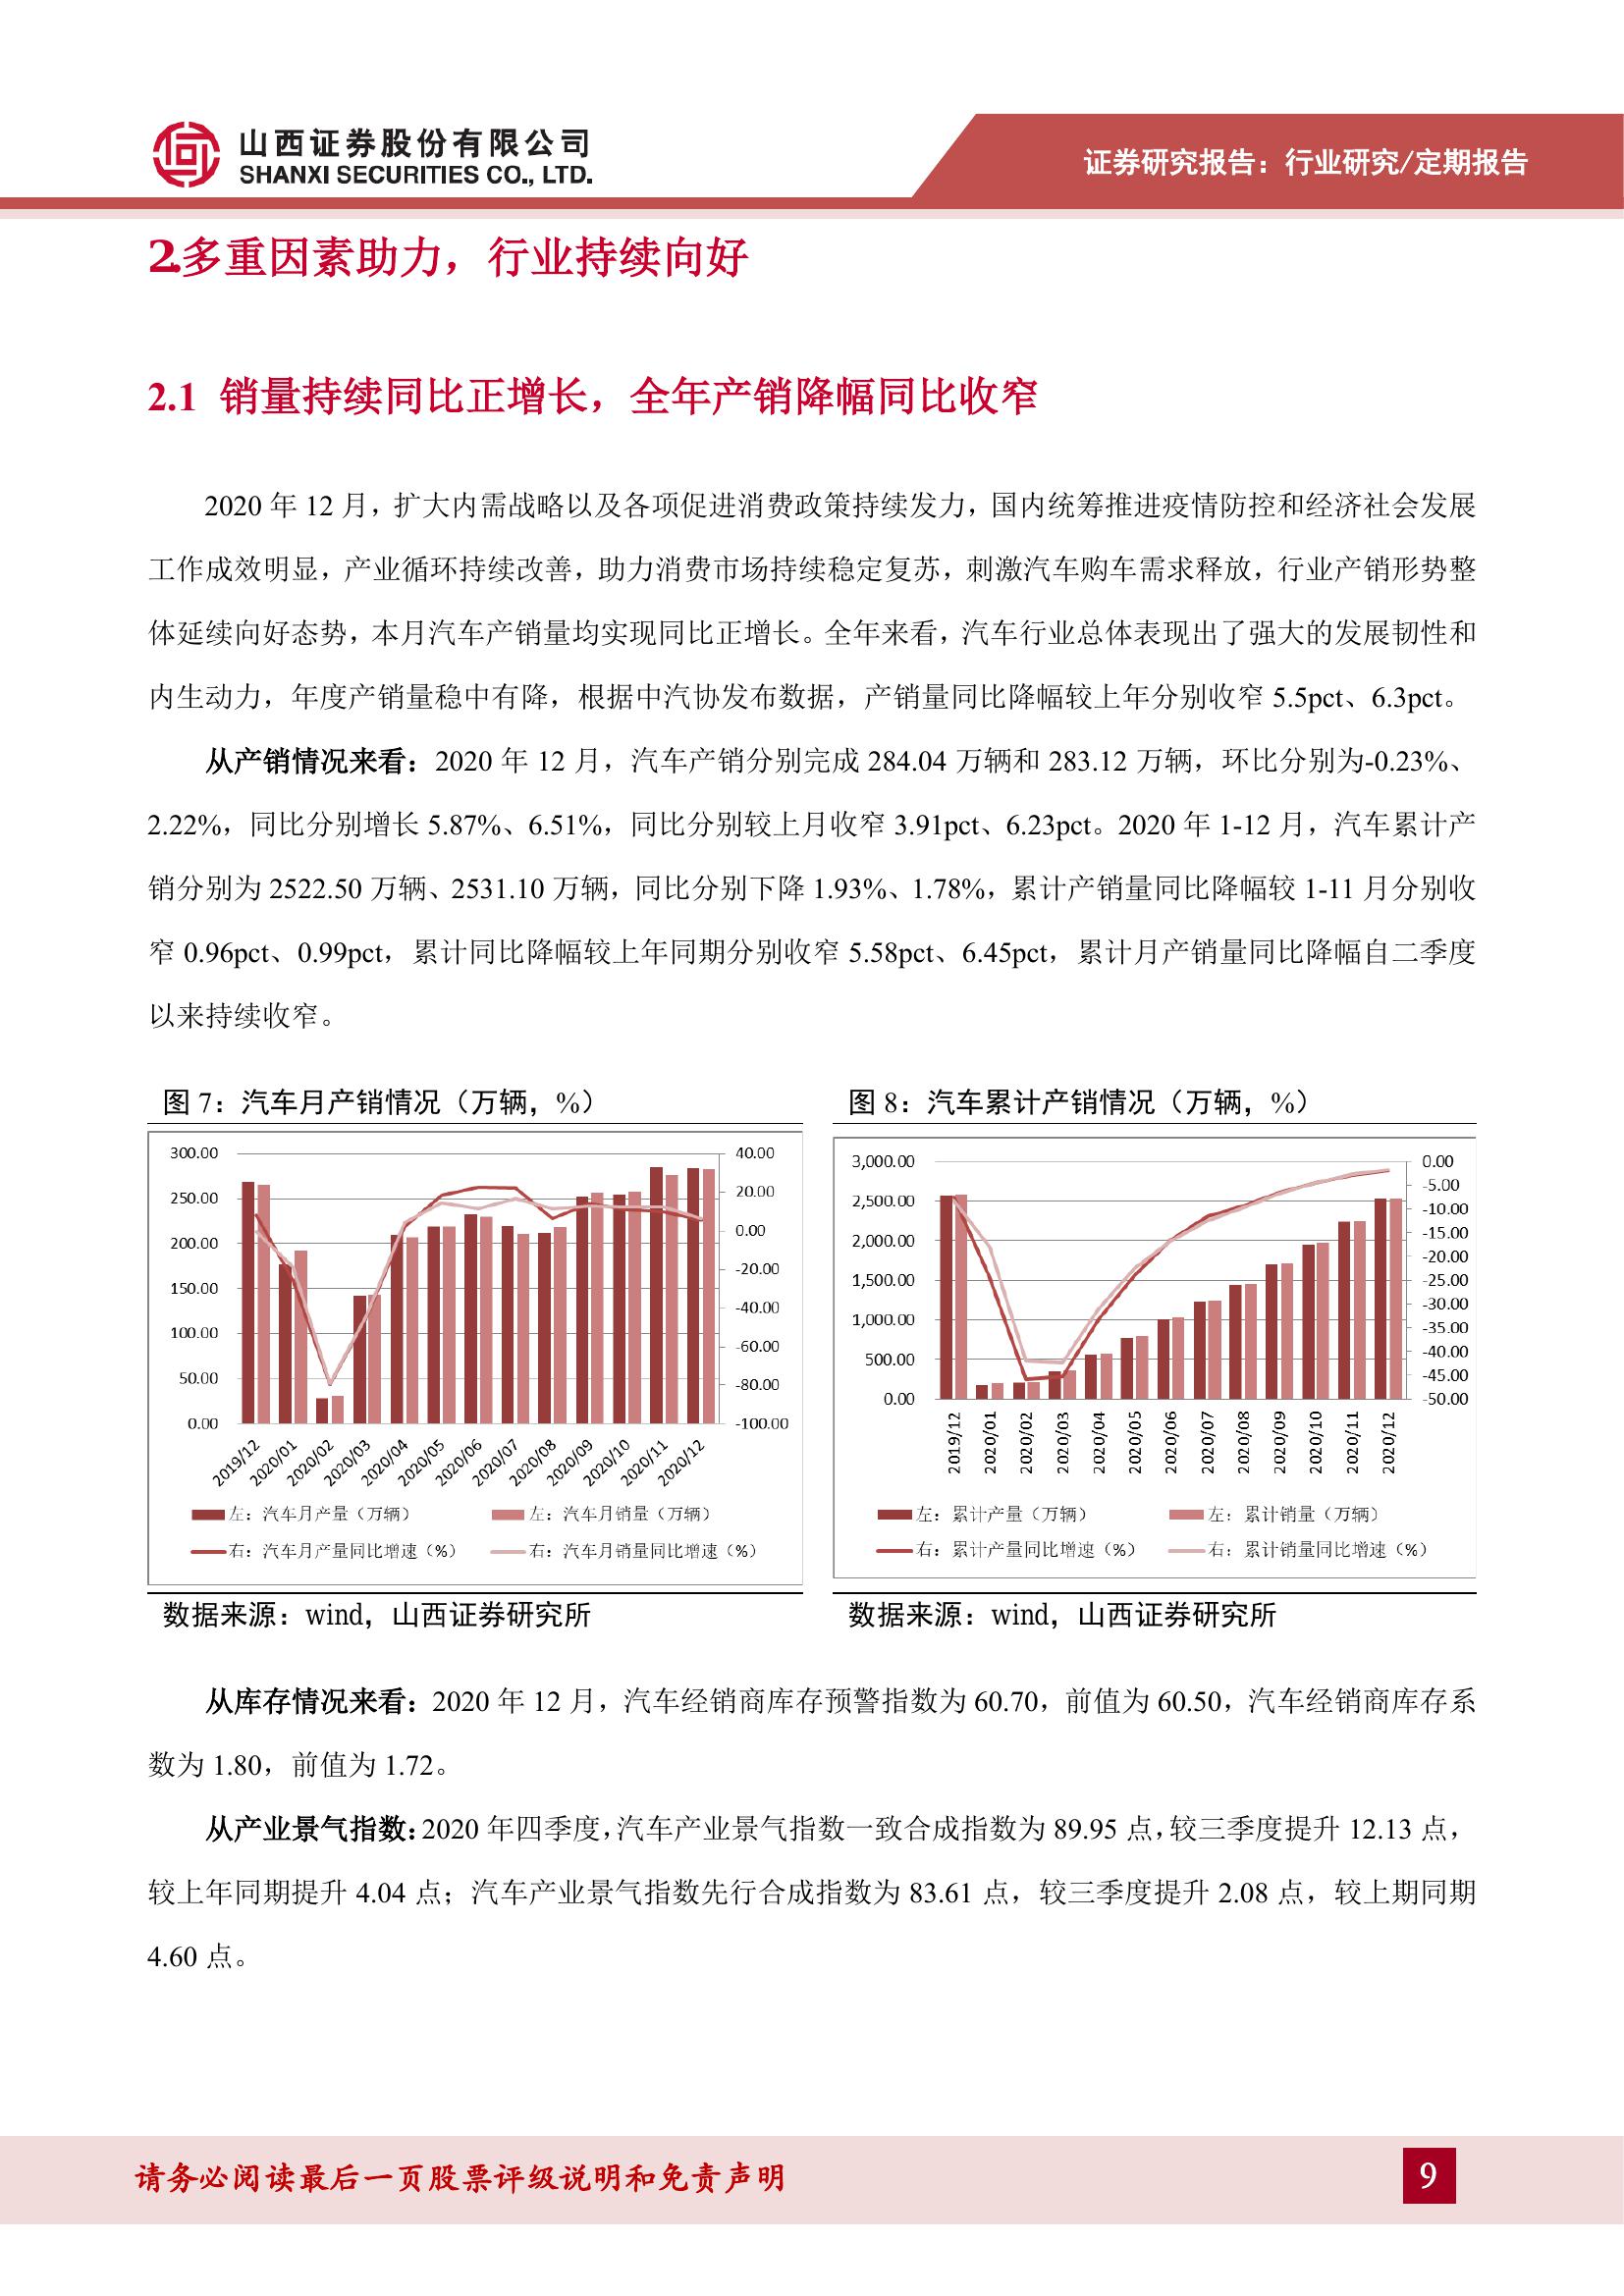 山西证券股份有限公司
SHANXI SECURITIES CO., LTD.
证券研究报告：行业研究/定期报告
2.多重因素助力，行业持续向好
2.1 销量持续同比正增长，全年产销降幅同比收窄
2020 年 12 月，扩大内需战略以及各项促进消费政策持续发力，国内统筹推进疫情防控和经济社会发展
工作成效明显，产业循环持续改善，助力消费市场持续稳定复苏，刺激汽车购车需求释放，行业产销形势整
体延续向好态势，本月汽车产销量均实现同比正增长。全年来看，汽车行业总体表现出了强大的发展韧性和
内生动力，年度产销量稳中有降，根据中汽协发布数据，产销量同比降幅较上年分别收窄 5.5pct、6.3pct。
从产销情况来看：2020 年 12 月，汽车产销分别完成 284.04 万辆和 283.12 万辆，环比分别为-0.23%、
2.22%，同比分别增长 5.87%、6.51%，同比分别较上月收窄 3.91pct、6.23pct。2020 年 1-12 月，汽车累计产
销分别为 2522.50 万辆、2531.10 万辆，同比分别下降 1.93%、1.78%，累计产销量同比降幅较 1-11 月分别收
窄 0.96pct、0.99pct，累计同比降幅较上年同期分别收窄 5.58pct、6.45pct，累计月产销量同比降幅自二季度
以来持续收窄。
图 7：汽车月产销情况（万辆，%）
300.00
250.00
200.00
150.00
100.00
50.00
0.00
40.00
20.00
0.00
-20.00
-40.00
-60.00
-80.00
-100.00
2019/12
2020/01
2020/02
2020/03
2020/04
2020/05
2020/06
2020/07
2020/08
2020/09
2020/10
2020/11
2020/12
左：汽车月产量（万辆）
左：汽车月销量（万辆）
右：汽车月产量同比增速（%）
右：汽车月销量同比增速（%）
数据来源：wind，山西证券研究所
图 8：汽车累计产销情况（万辆，%）
3,000.00
2,500.00
2,000.00
1,500.00
1,000.00
500.00
0.00
0.00
-5.00
-10.00
-15.00
-20.00
-25.00
-30.00
-35.00
-40.00
-45.00
-50.00
2019/12
2020/01
2020/02
2020/03
2020/04
2020/05
2020/06
2020/07
2020/08
2020/09
2020/10
2020/11
2020/12
左：累计产量（万辆）
左：累计销量（万辆）
右：累计产量同比增速（%）
右：累计销量同比增速（%）
数据来源：wind，山西证券研究所
从库存情况来看：2020 年 12 月，汽车经销商库存预警指数为 60.70，前值为 60.50，汽车经销商库存系
数为 1.80，前值为 1.72。
从产业景气指数：2020 年四季度，汽车产业景气指数一致合成指数为 89.95 点，较三季度提升 12.13 点，
较上年同期提升 4.04 点；汽车产业景气指数先行合成指数为 83.61 点，较三季度提升 2.08 点，较上期同期
4.60 点。
请务必阅读最后一页股票评级说明和免责声明
9